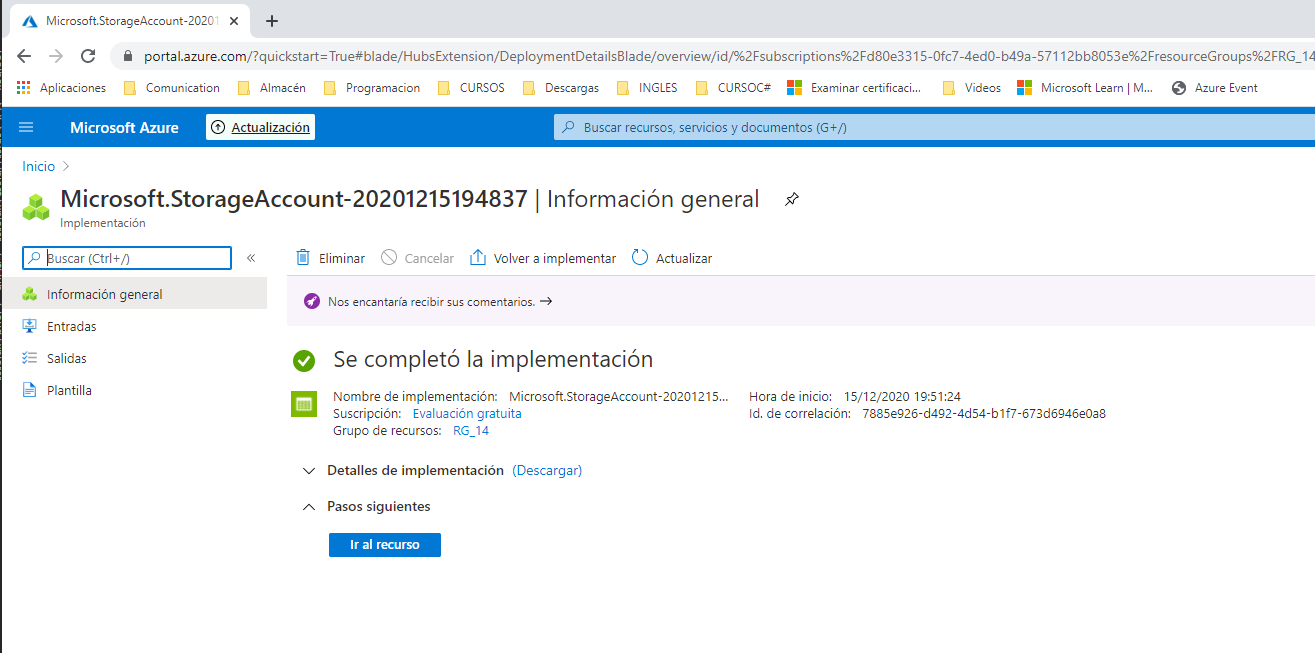 Microsoft.StorageAccount-20201
portal.azure.com/?quickstart=True#blade/HubsExtension/DeploymentDetailsBlade/overview/id/%2Fsubscriptions%2Fd80e3315-0fc7-4ed0-b49a-57112bb8053e%2FresourceGroups%2FRG_14
Aplicaciones Comunication Almacén Programacion CURSOS Descargas INGLES CURSOC# Examinar certificaci... Videos Microsoft Learn | M... Azure Event
Microsoft Azure Actualización Buscar recursos, servicios y documentos (G+/)
Inicio
Microsoft.StorageAccount-20201215194837 | Información general
Implementación
Buscar (Ctrl+/) « Eliminar Cancelar Volver a implementar Actualizar
Información general
Nos encantaría recibir sus comentarios. →
Entradas
Salidas
Plantilla
Se completó la implementación
Nombre de implementación: Microsoft.StorageAccount-20201215... Hora de inicio: 15/12/2020 19:51:24
Suscripción: Evaluación gratuita Id. de correlación: 7885e926-d492-4d54-b1f7-673d6946e0a8
Grupo de recursos: RG_14
Detalles de implementación (Descargar)
Pasos siguientes
Ir al recurso